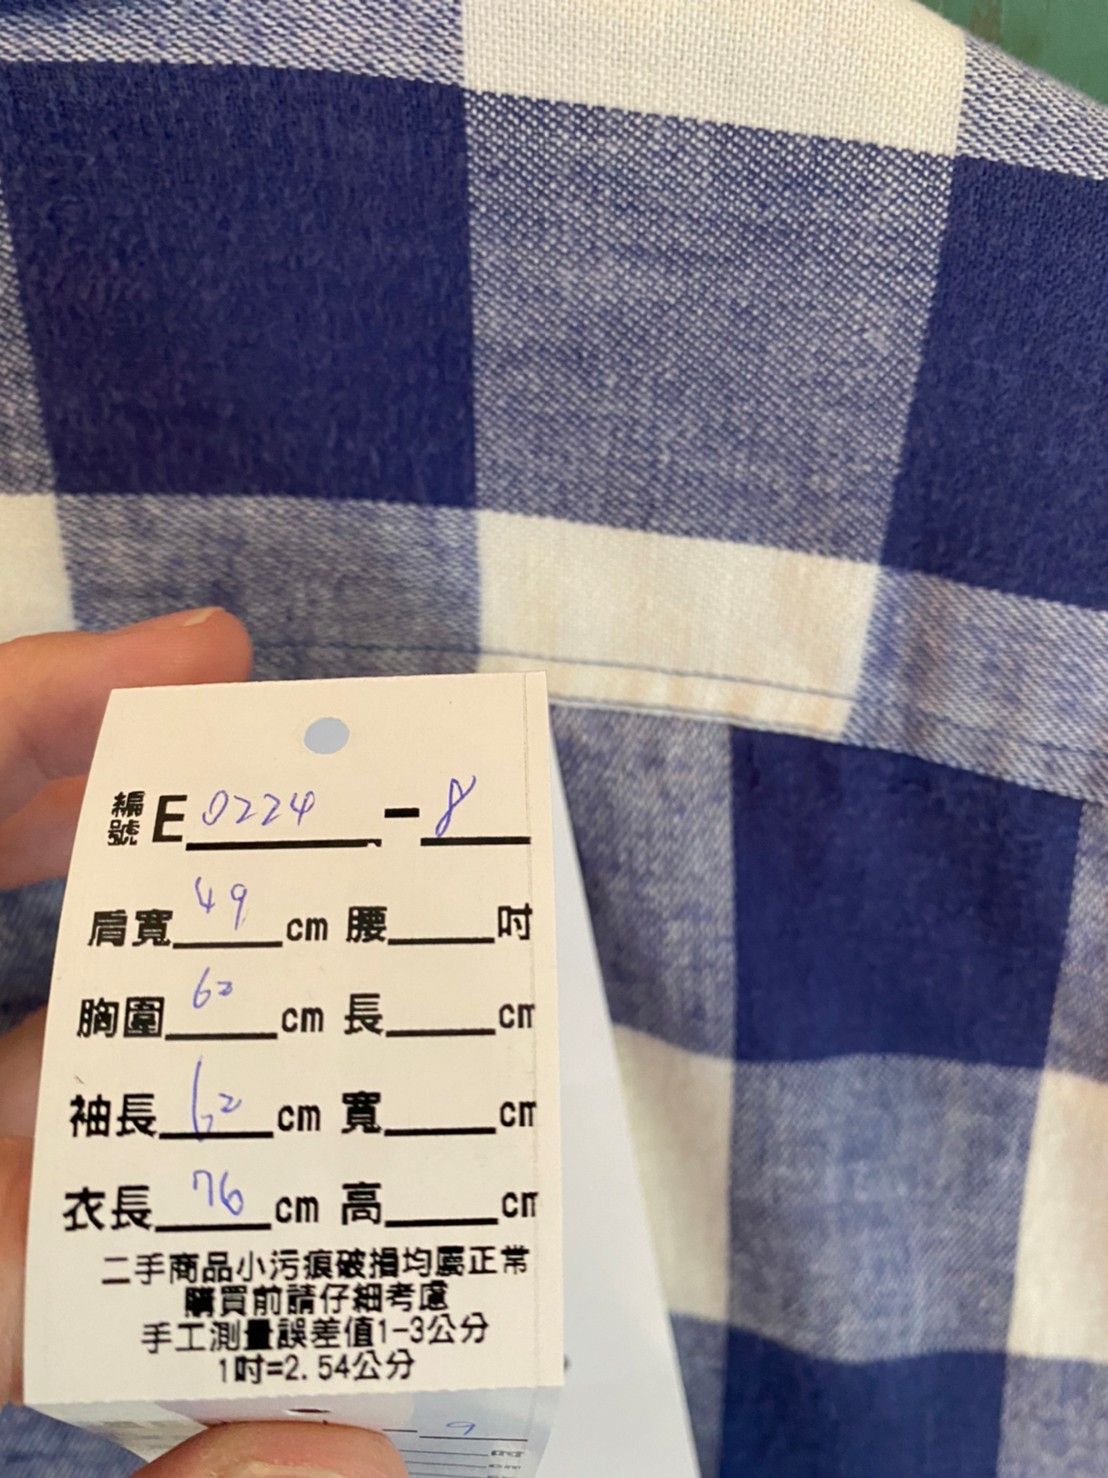 編號E 0224 - 8
肩寬 49 cm 腰 吋
胸圍 62 cm 長 cm
袖長 62 cm 寬 cm
衣長 76 cm 高 cm
二手商品小污痕破損均屬正常
購買前請仔細考慮
手工測量誤差值1-3公分
1吋=2.54公分
9